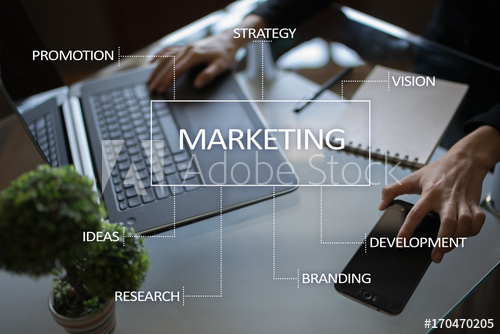 STRATEGY
PROMOTION
VISION
MARKETING
Adobe Stock
IDEAS
DEVELOPMENT
BRANDING
RESEARCH
#170470205